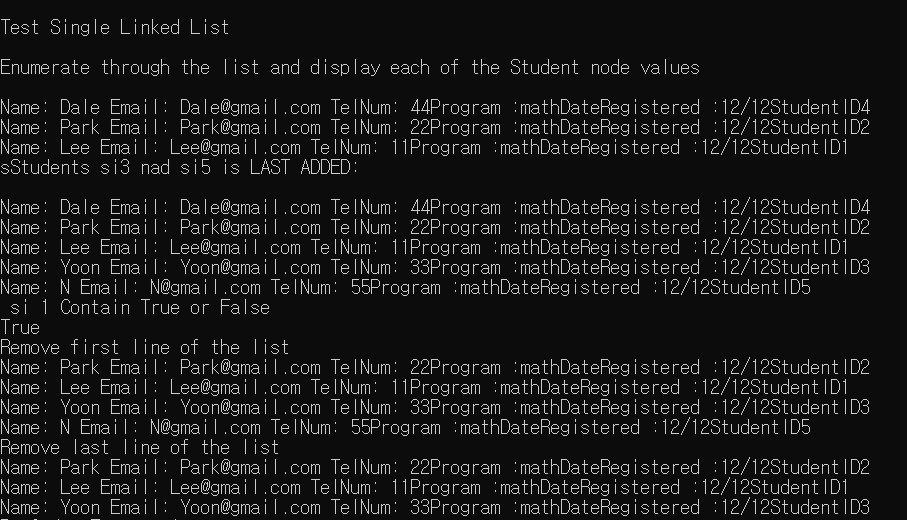 Test Single Linked List
Enumerate through the list and display each of the Student node values
Name: Dale Email: Dale@gmail.com TelNum: 44Program :mathDateRegistered :12/12StudentID4
Name: Park Email: Park@gmail.com TelNum: 22Program :mathDateRegistered :12/12StudentID2
Name: Lee Email: Lee@gmail.com TelNum: 11Program :mathDateRegistered :12/12StudentID1
sStudents si3 nad si5 is LAST ADDED:
Name: Dale Email: Dale@gmail.com TelNum: 44Program :mathDateRegistered :12/12StudentID4
Name: Park Email: Park@gmail.com TelNum: 22Program :mathDateRegistered :12/12StudentID2
Name: Lee Email: Lee@gmail.com TelNum: 11Program :mathDateRegistered :12/12StudentID1
Name: Yoon Email: Yoon@gmail.com TelNum: 33Program :mathDateRegistered :12/12StudentID3
Name: N Email: N@gmail.com TelNum: 55Program :mathDateRegistered :12/12StudentID5
si 1 Contain True or False
True
Remove first line of the list
Name: Park Email: Park@gmail.com TelNum: 22Program :mathDateRegistered :12/12StudentID2
Name: Lee Email: Lee@gmail.com TelNum: 11Program :mathDateRegistered :12/12StudentID1
Name: Yoon Email: Yoon@gmail.com TelNum: 33Program :mathDateRegistered :12/12StudentID3
Name: N Email: N@gmail.com TelNum: 55Program :mathDateRegistered :12/12StudentID5
Remove last line of the list
Name: Park Email: Park@gmail.com TelNum: 22Program :mathDateRegistered :12/12StudentID2
Name: Lee Email: Lee@gmail.com TelNum: 11Program :mathDateRegistered :12/12StudentID1
Name: Yoon Email: Yoon@gmail.com TelNum: 33Program :mathDateRegistered :12/12StudentID3